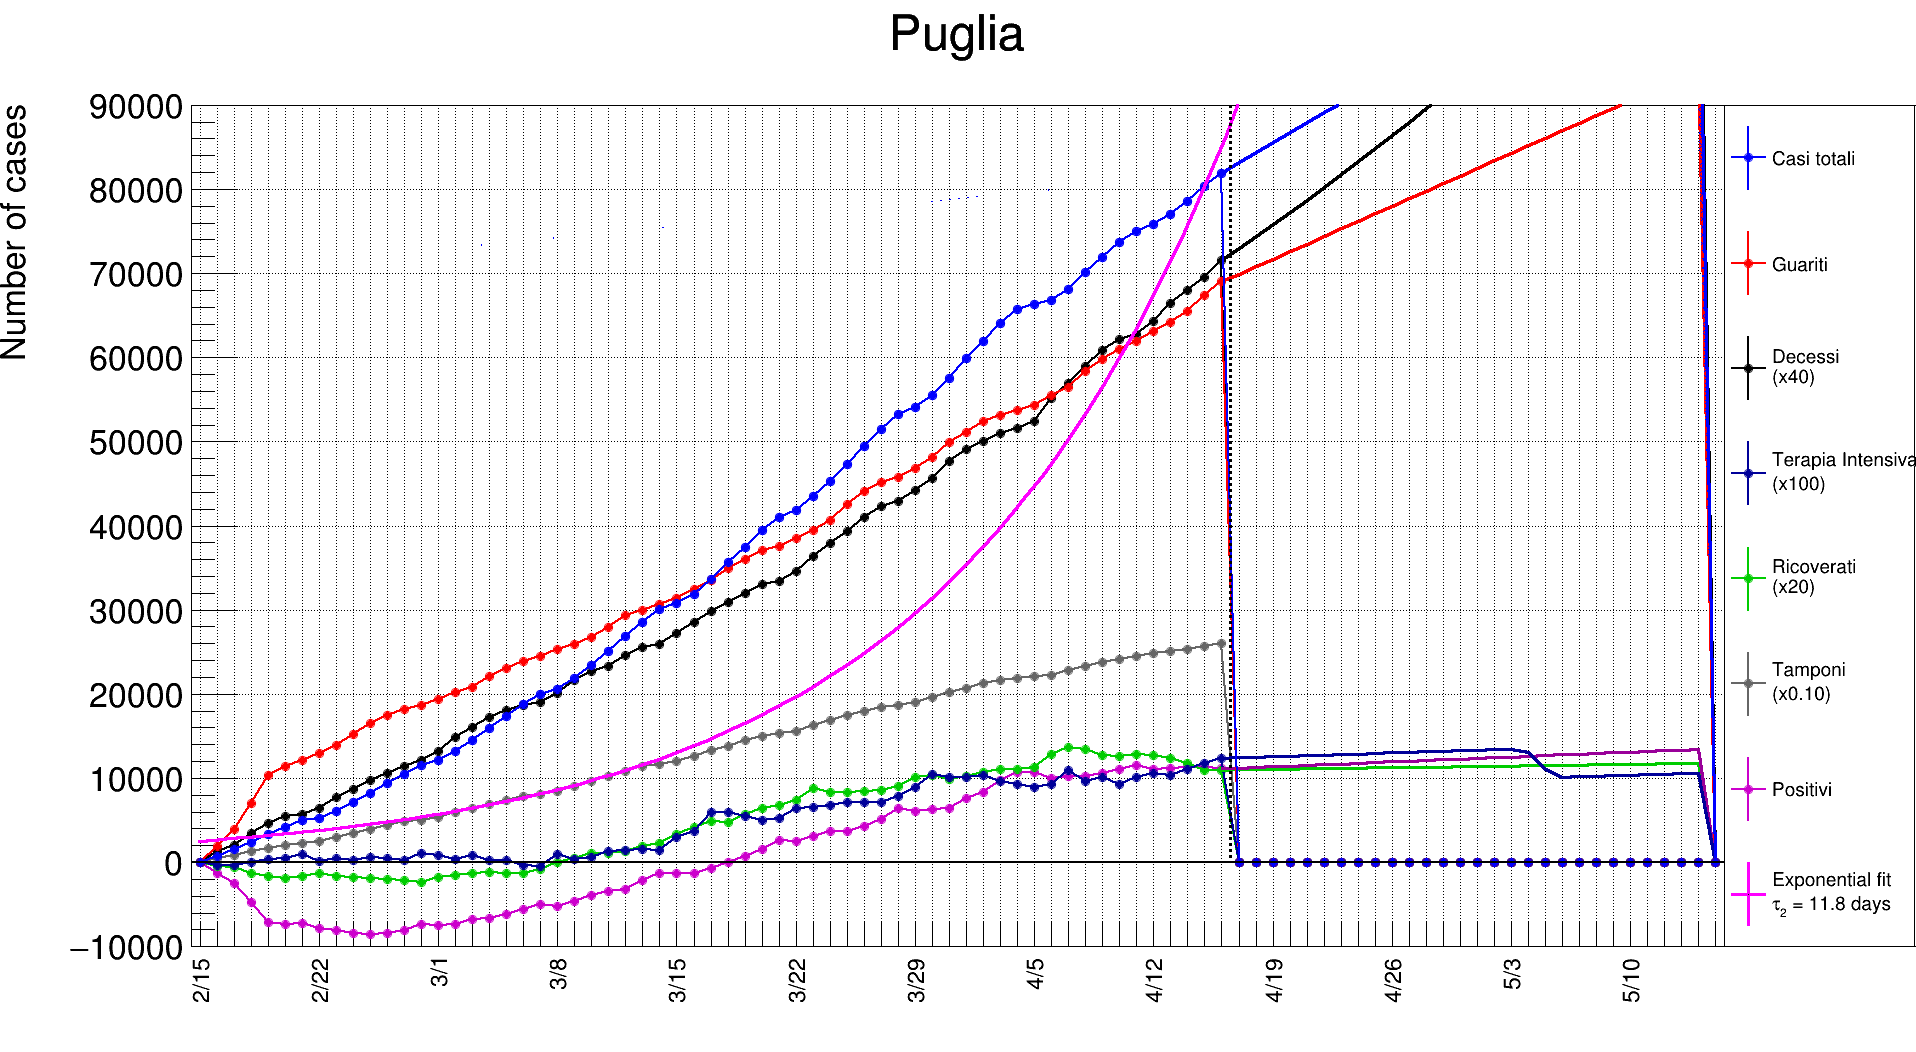 Puglia
Number of cases
90000
80000
70000
60000
50000
40000
30000
20000
10000
0
−10000
2/15
2/22
3/1
3/8
3/15
3/22
3/29
4/5
4/12
4/19
4/26
5/3
5/10
Casi totali
Guariti
Decessi
(x40)
Terapia Intensiva
(x100)
Ricoverati
(x20)
Tamponi
(x0.10)
Positivi
Exponential fit
τ2 = 11.8 days